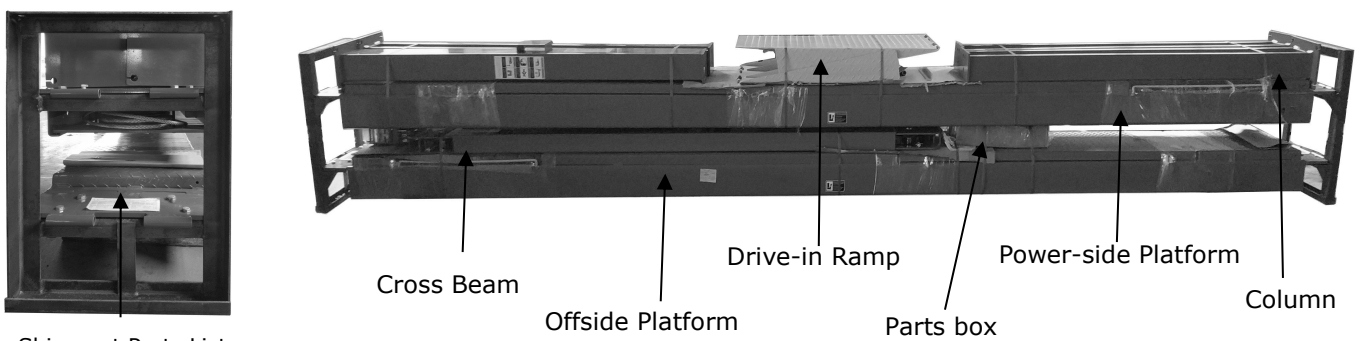 Drive-in Ramp
Power-side Platform
Cross Beam
Column
Offside Platform
Parts box
Shipment Parts List